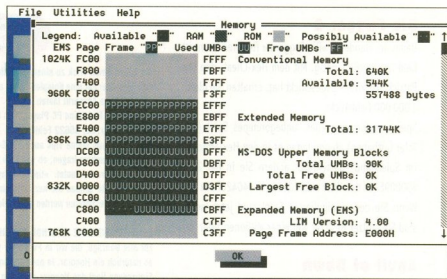 File Utilities Help
Memory
Legend: Available " " RAM " " ROM " " Possibly Available " "
EMS Page Frame "PP" Used UMBs "UU" Free UMBs "FF"
1024K FC00 FFFF Conventional Memory
F800 FBFF Total: 640K
F400 F7FF Available: 544K
960K F000 F3FF 557488 bytes
EC00 PPPPPPPPPPPPPPPP EFFF
E800 PPPPPPPPPPPPPPPP EBFF Extended Memory
E400 PPPPPPPPPPPPPPPP E7FF Total: 31744K
896K E000 PPPPPPPPPPPPPPPP E3FF
DC00 UUUUUUUUUUUUUUUU DFFF MS-DOS Upper Memory Blocks
D800 UUUUUUUUUUUUUUUU DBFF Total UMBs: 90K
D400 UUUUUUUUUUUUUUUU D7FF Total Free UMBs: 0K
832K D000 UUUUUUUUUUUUUUUU D3FF Largest Free Block: 0K
CC00 UUUUUUUUUUUUUUUU CFFF
C800 UUUUUUUUUU CBFF Expanded Memory (EMS)
C400 C7FF LIM Version: 4.00
768K C000 C3FF Page Frame Address: E000H
OK